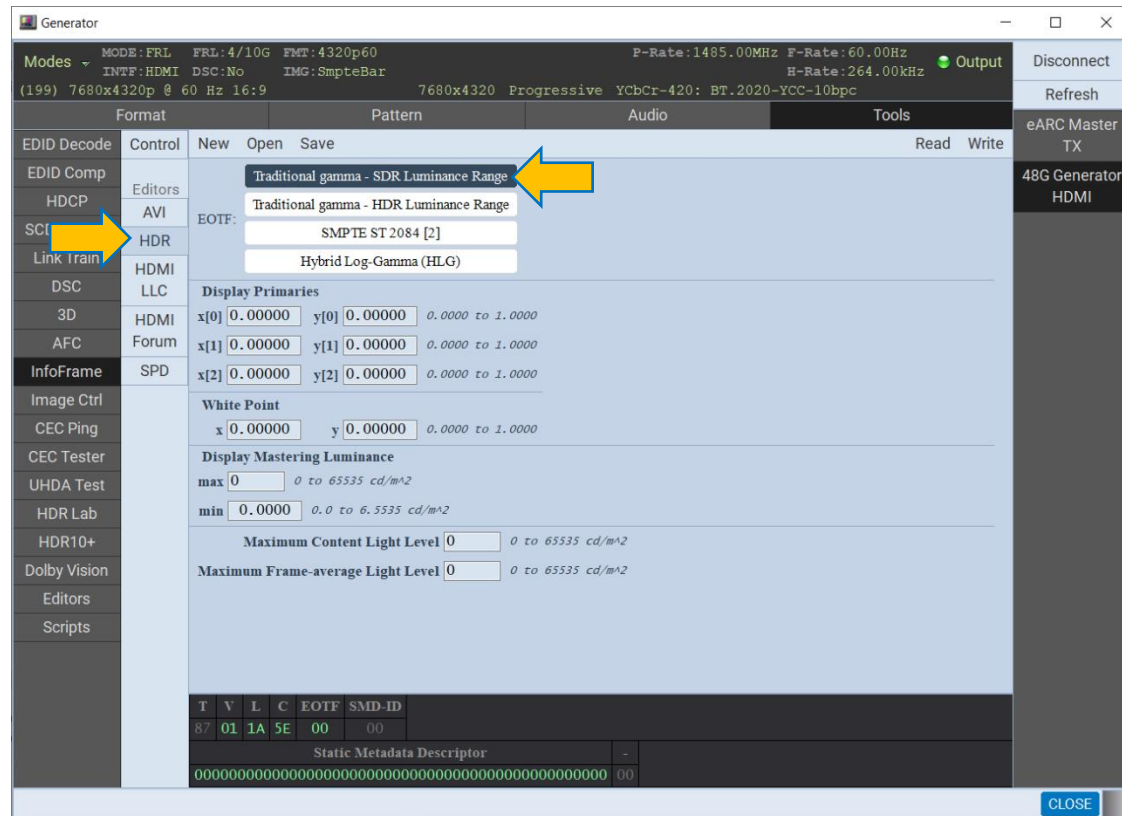 Generator
Modes
MODE:FRL FRL:4/10G FMT:4320p60 P-Rate:1485.00MHz F-Rate:60.00Hz
INTF:HDMI DSC:No IMG:SmpteBar H-Rate:264.00kHz
Output
(199) 7680x4320p @ 60 Hz 16:9 7680x4320 Progressive YCbCr-420: BT.2020-YCC-10bpc
Disconnect
Refresh
eARC Master
TX
48G Generator
HDMI
Format Pattern Audio Tools
EDID Decode
EDID Comp
HDCP
Link Train
DSC
3D
AFC
InfoFrame
Image Ctrl
CEC Ping
CEC Tester
UHDA Test
HDR Lab
HDR10+
Dolby Vision
Editors
Scripts
Control
Editors
AVI
HDR
HDMI
LLC
HDMI
Forum
SPD
New Open Save Read Write
EOTF:
Traditional gamma - SDR Luminance Range
Traditional gamma - HDR Luminance Range
SMPTE ST 2084 [2]
Hybrid Log-Gamma (HLG)
Display Primaries
x[0] 0.00000 y[0] 0.00000 0.0000 to 1.0000
x[1] 0.00000 y[1] 0.00000 0.0000 to 1.0000
x[2] 0.00000 y[2] 0.00000 0.0000 to 1.0000
White Point
x 0.00000 y 0.00000 0.0000 to 1.0000
Display Mastering Luminance
max 0 0 to 65535 cd/m^2
min 0.0000 0.0 to 6.5535 cd/m^2
Maximum Content Light Level 0 0 to 65535 cd/m^2
Maximum Frame-average Light Level 0 0 to 65535 cd/m^2
T V L C EOTF SMD-ID
87 01 1A 5E 00 00
Static Metadata Descriptor -
000000000000000000000000000000000000000000000000 00
CLOSE